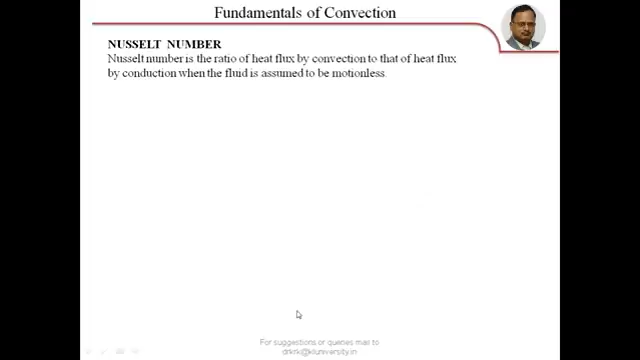 Fundamentals of Convection
NUSSELT NUMBER
Nusselt number is the ratio of heat flux by convection to that of heat flux
by conduction when the fluid is assumed to be motionless.
For suggestions or queries mail to
drkrk@kluniversity.in